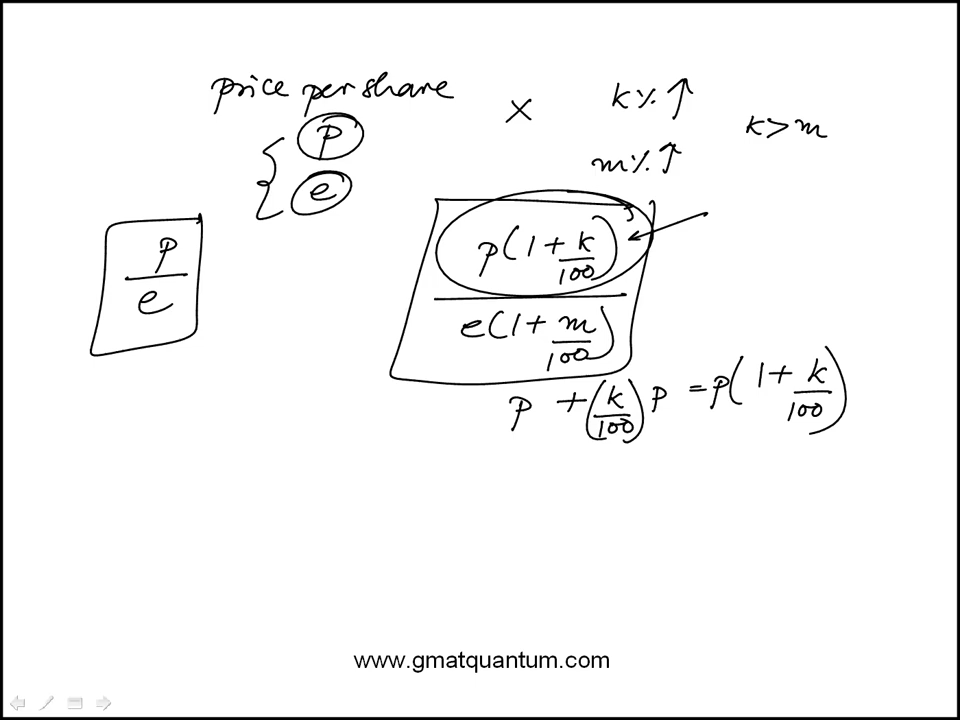 price per share
p
e
x
k% ↑
m% ↑
k > m
p
e
p(1 + k/100)
e(1 + m/100)
p + (k/100) p = p(1 + k/100)
www.gmatquantum.com